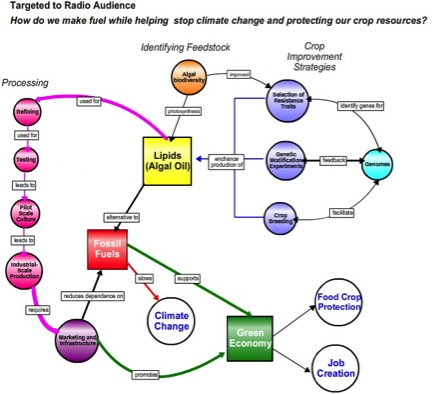 Targeted to Radio Audience
How do we make fuel while helping stop climate change and protecting our crop resources?
Identifying Feedstock
Crop
Improvement
Strategies
Processing
Algal
biodiversity
improved
Selection of
Resistance
Traits
used for
photosynthesis
identify genes for
Refining
used for
Testing
Lipids
(Algal Oil)
enchance
production of
Genetic
Modification
Experiments
feedback
Genomes
leads to
Pilot
Scale
Culture
Crop
Breeding
facilitate
alternative to
leads to
Fossil
Fuels
Industrial-
Scale
Production
slows
supports
reduces dependence on
requires
Climate
Change
Food Crop
Protection
Marketing and
Infrastructure
Green
Economy
promotes
Job
Creation